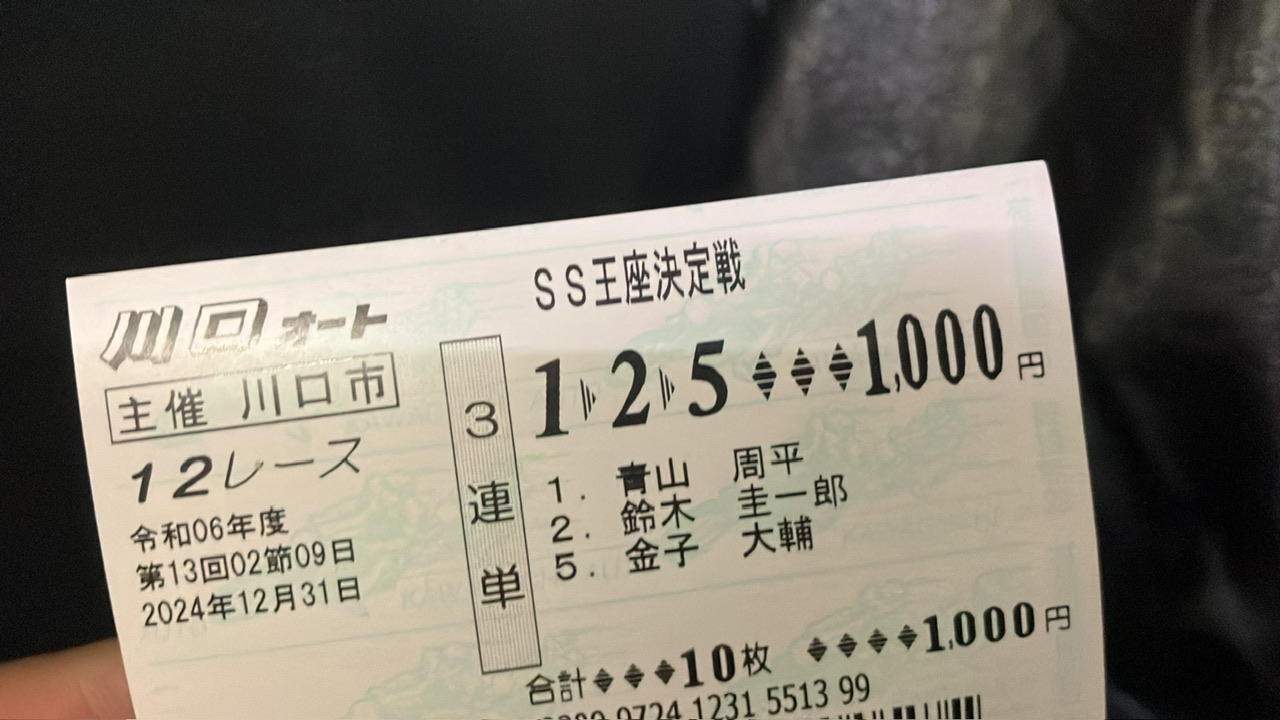 SS王座決定戦
川口オート
主催 川口市
12レース
令和06年度
第13回02節09日
2024年12月31日
3連単
1▶2▶5 ♦♦♦1,000円
1. 青山 周平
2. 鈴木 圭一郎
5. 金子 大輔
合計♦♦♦10枚 ♦♦♦♦1,000円
9724 1231 5513 99